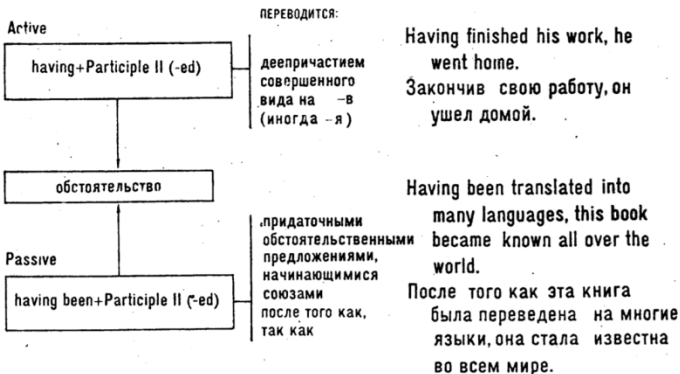 ПЕРЕВОДИТСЯ:
Active
having+Participle II (-ed)
деепричастием
совершенного
вида на -в
(иногда -я)
Having finished his work, he
went home.
Закончив свою работу, он
ушел домой.
обстоятельство
Passive
having been+Participle II (-ed)
придаточными
обстоятельственными
предложениями,
начинающимися
союзами
после того как,
так как
Having been translated into
many languages, this book
became known all over the
world.
После того как эта книга
была переведена на многие
языки, она стала известна
во всем мире.